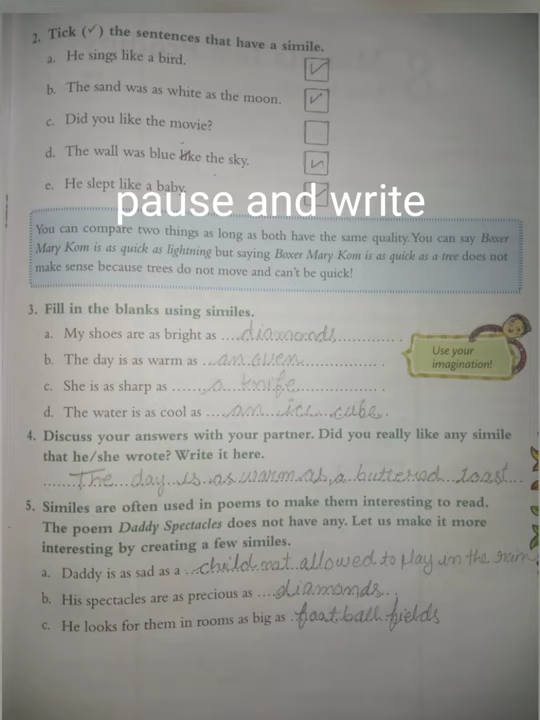 2. Tick (✓) the sentences that have a simile.
a. He sings like a bird. ✓
b. The sand was as white as the moon. ✓
c. Did you like the movie?
d. The wall was blue like the sky. ✓
e. He slept like a baby. ✓
pause and write
You can compare two things as long as both have the same quality. You can say Boxer
Mary Kom is as quick as lightning but saying Boxer Mary Kom is as quick as a tree does not
make sense because trees do not move and can't be quick!
3. Fill in the blanks using similes.
a. My shoes are as bright as ....diamonds..............
Use your
imagination!
b. The day is as warm as ...an oven..................
c. She is as sharp as .......a knife..................
d. The water is as cool as ....an ice cube.
4. Discuss your answers with your partner. Did you really like any simile
that he/she wrote? Write it here.
......The day is as warm as a buttered toast...
5. Similes are often used in poems to make them interesting to read.
The poem Daddy Spectacles does not have any. Let us make it more
interesting by creating a few similes.
a. Daddy is as sad as a ...child not allowed to play in the rain
b. His spectacles are as precious as ....diamonds...
c. He looks for them in rooms as big as .foot ball fields